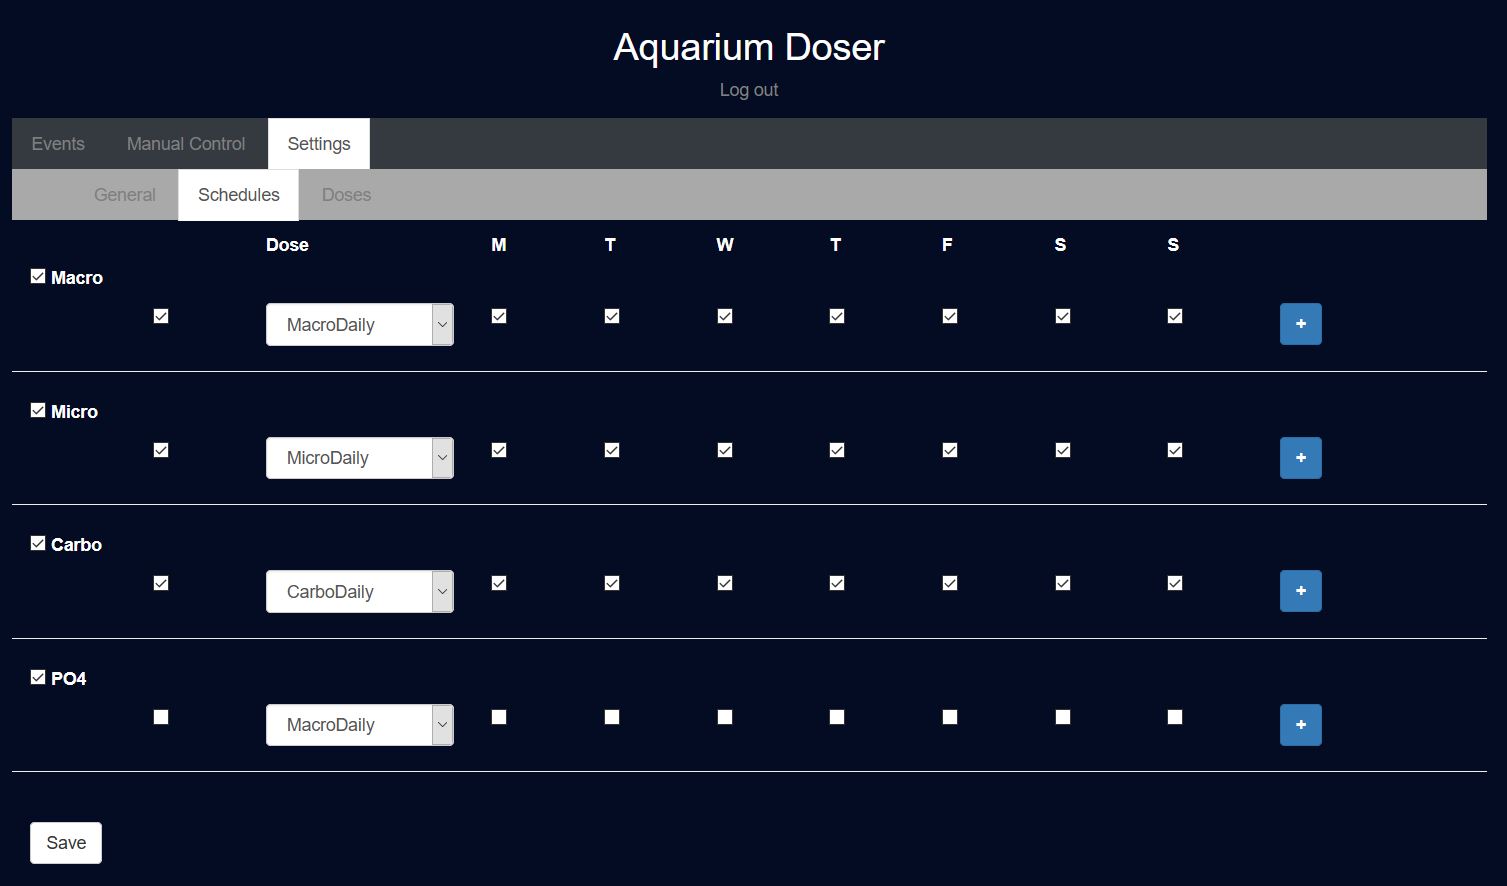 Aquarium Doser
Log out
Events Manual Control Settings
General Schedules Doses
Dose M T W T F S S
Macro
MacroDaily +
Micro
MicroDaily +
Carbo
CarboDaily +
PO4
MacroDaily +
Save